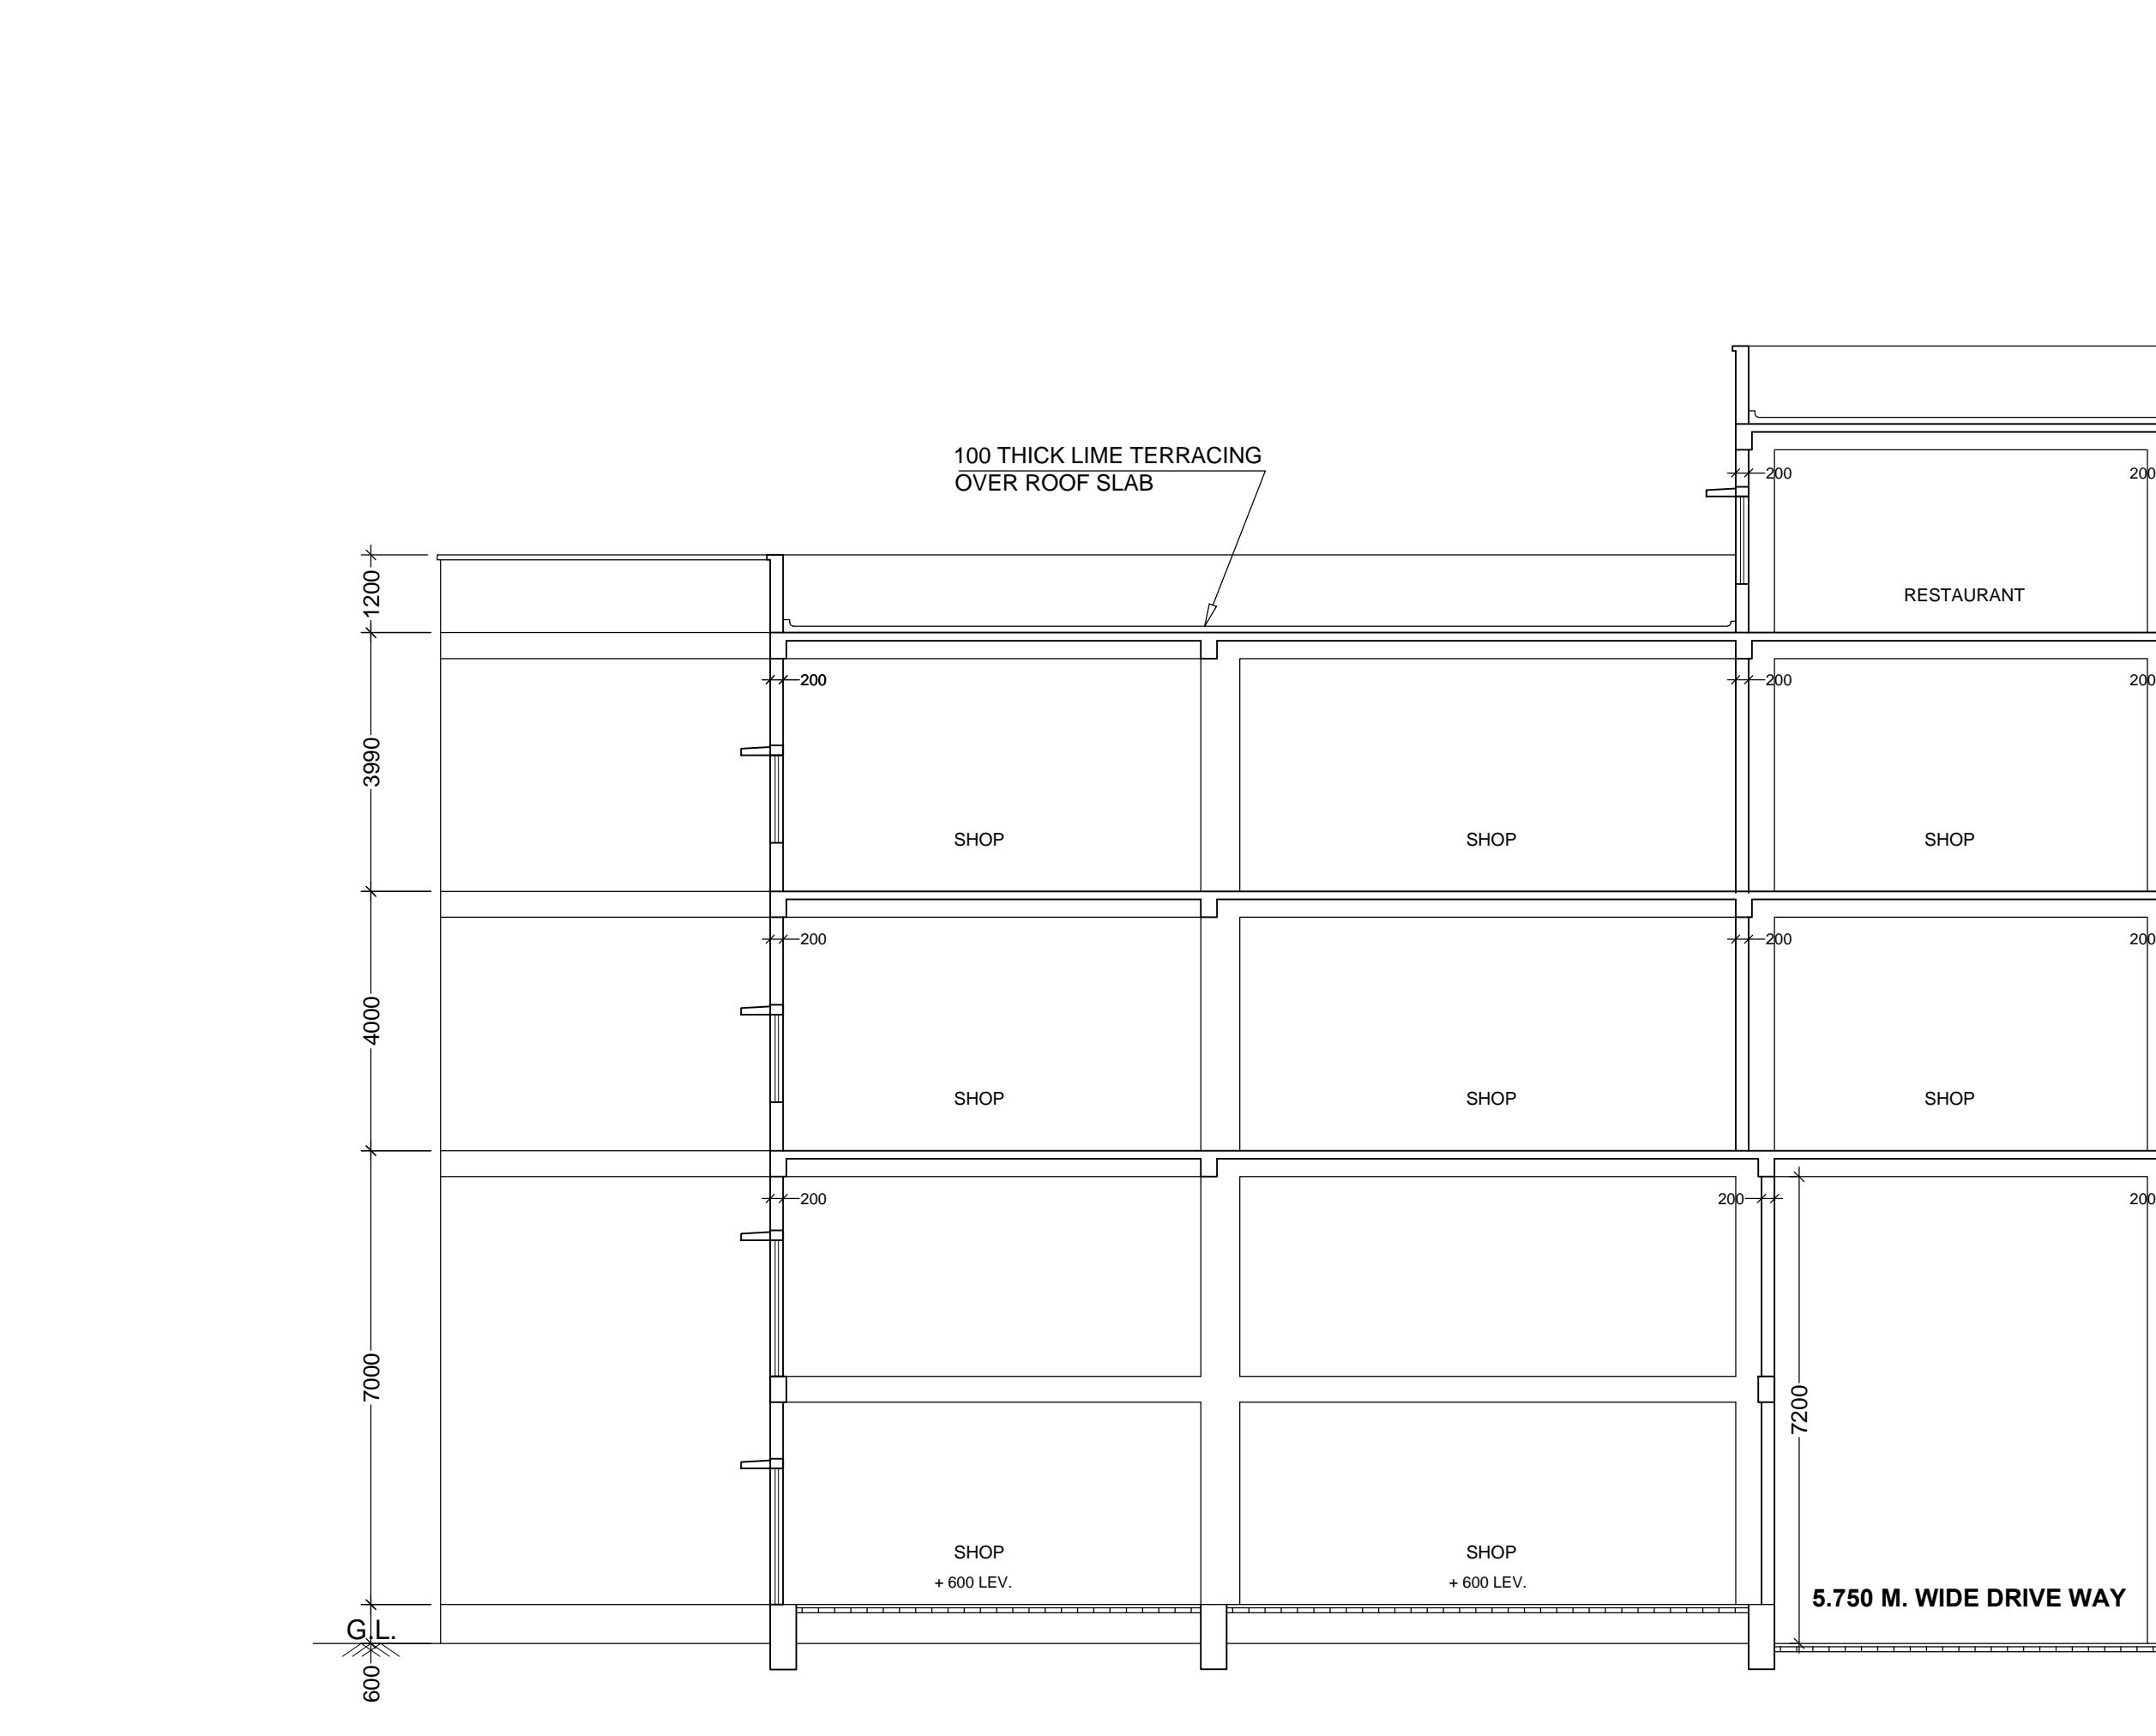 100 THICK LIME TERRACING
OVER ROOF SLAB
200
200
RESTAURANT
1200
200
200
200
3990
SHOP
SHOP
SHOP
200
200
200
4000
SHOP
SHOP
SHOP
200
200
200
7000
7200
SHOP
SHOP
+ 600 LEV.
+ 600 LEV.
5.750 M. WIDE DRIVE WAY
G.L.
600